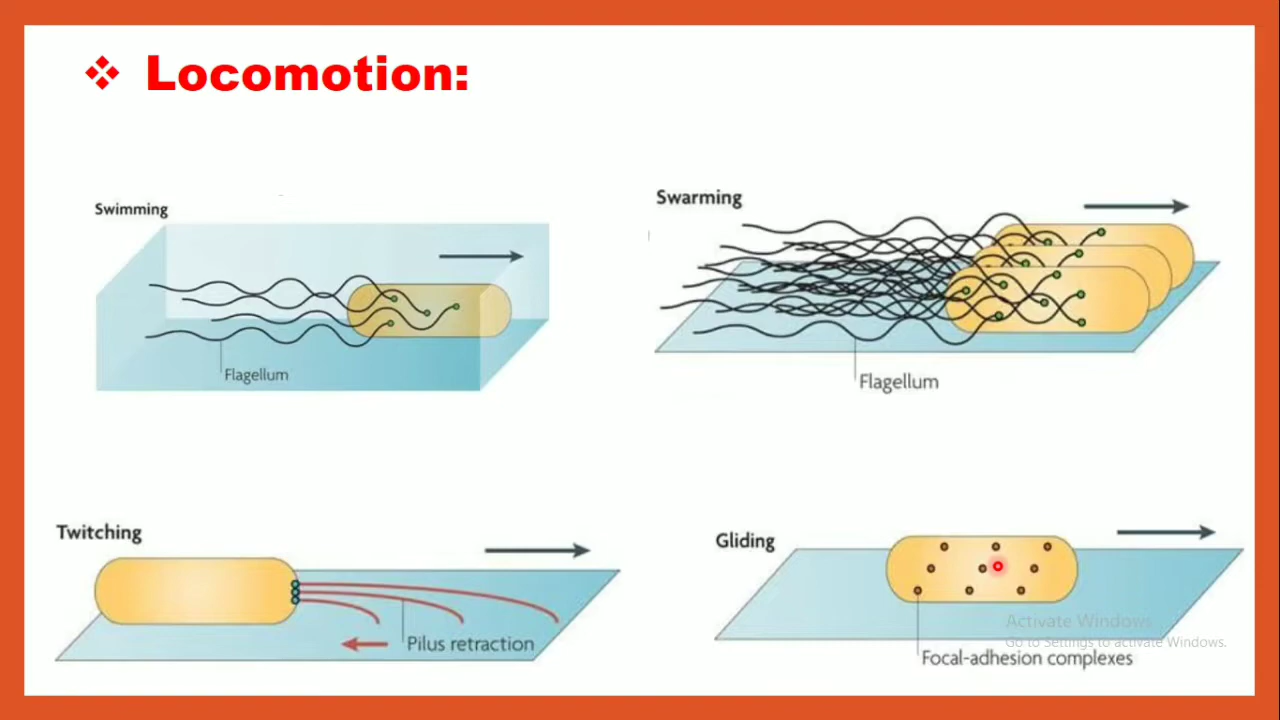 ❖ Locomotion:
Swimming
Flagellum
Swarming
Flagellum
Twitching
Pilus retraction
Gliding
Focal-adhesion complexes
Activate Windows
Go to Settings to activate Windows.